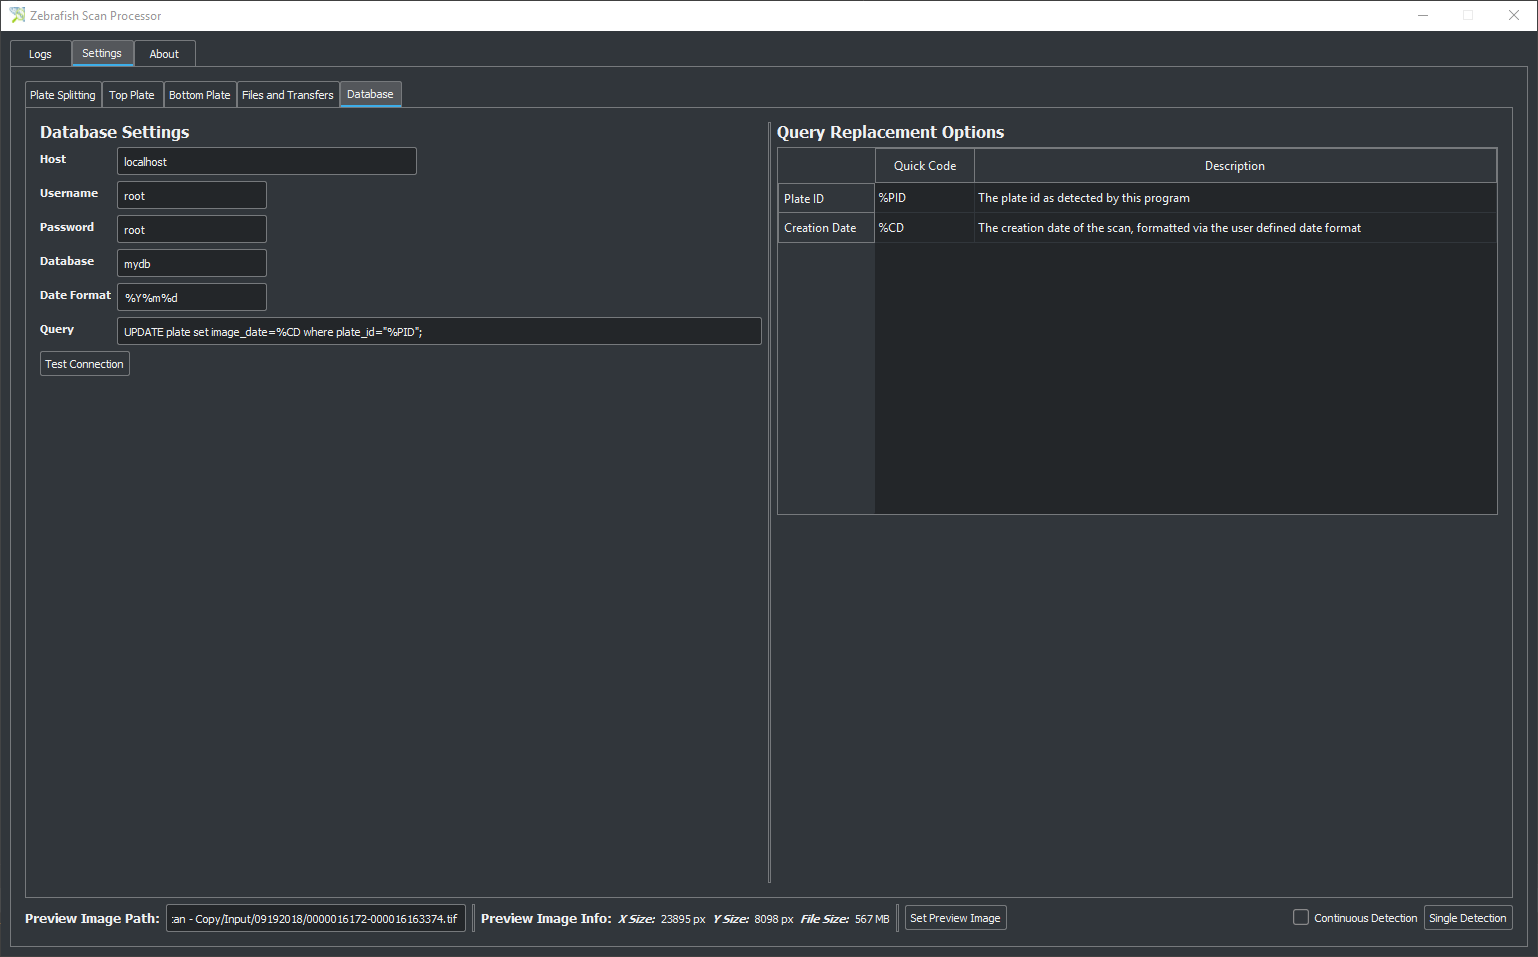 Zebrafish Scan Processor
Logs Settings About
Plate Splitting Top Plate Bottom Plate Files and Transfers Database
Database Settings
Host localhost
Username root
Password root
Database mydb
Date Format %Y%m%d
Query UPDATE plate set image_date=%CD where plate_id="%PID";
Test Connection
Query Replacement Options
Quick Code Description
Plate ID %PID The plate id as detected by this program
Creation Date %CD The creation date of the scan, formatted via the user defined date format
Preview Image Path: :an - Copy/Input/09192018/0000016172-000016163374.tif Preview Image Info: X Size: 23895 px Y Size: 8098 px File Size: 567 MB Set Preview Image Continuous Detection Single Detection